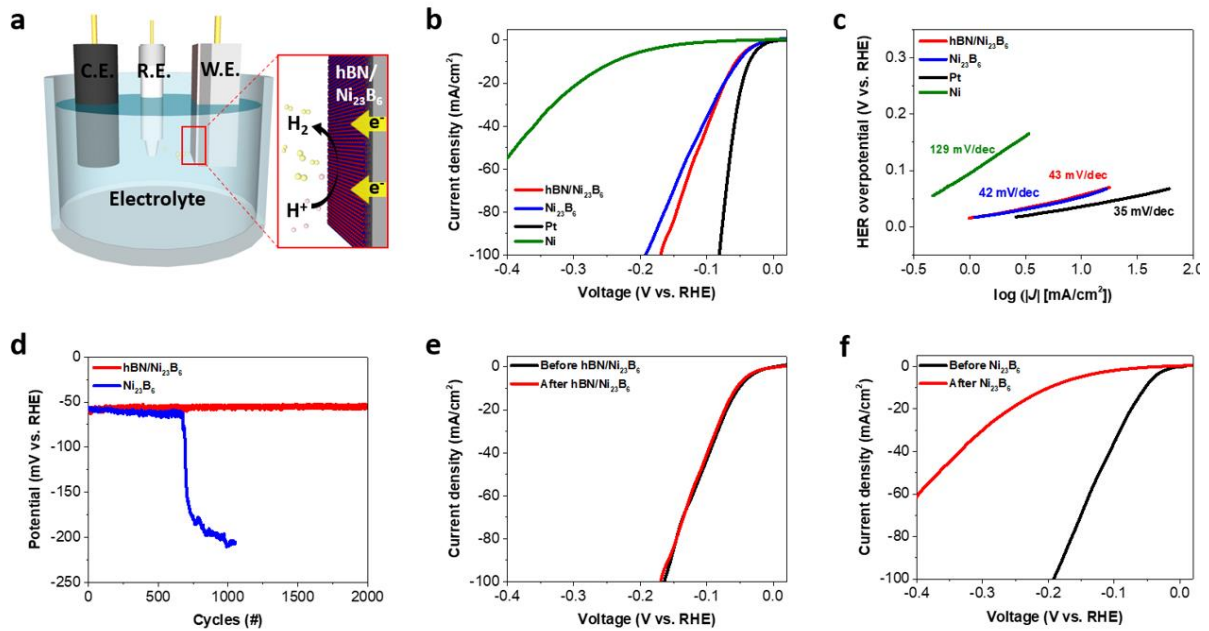 a
C.E.
R.E.
W.E.
hBN/
Ni₂₃B₆
H₂
e⁻
H⁺
e⁻
Electrolyte
b
Current density (mA/cm²)
0
-20
-40
-60
-80
-100
hBN/Ni₂₃B₆
Ni₂₃B₆
Pt
Ni
-0.4
-0.3
-0.2
-0.1
0.0
Voltage (V vs. RHE)
c
HER overpotential (V vs. RHE)
0.3
0.2
0.1
0.0
hBN/Ni₂₃B₆
Ni₂₃B₆
Pt
Ni
129 mV/dec
43 mV/dec
42 mV/dec
35 mV/dec
-0.5
0.0
0.5
1.0
1.5
2.0
log (|J| [mA/cm²])
d
Potential (mV vs. RHE)
0
-50
-100
-150
-200
-250
hBN/Ni₂₃B₆
Ni₂₃B₆
0
500
1000
1500
2000
Cycles (#)
e
Current density (mA/cm²)
0
-20
-40
-60
-80
-100
Before hBN/Ni₂₃B₆
After hBN/Ni₂₃B₆
-0.4
-0.3
-0.2
-0.1
0.0
Voltage (V vs. RHE)
f
Current density (mA/cm²)
0
-20
-40
-60
-80
-100
Before Ni₂₃B₆
After Ni₂₃B₆
-0.4
-0.3
-0.2
-0.1
0.0
Voltage (V vs. RHE)